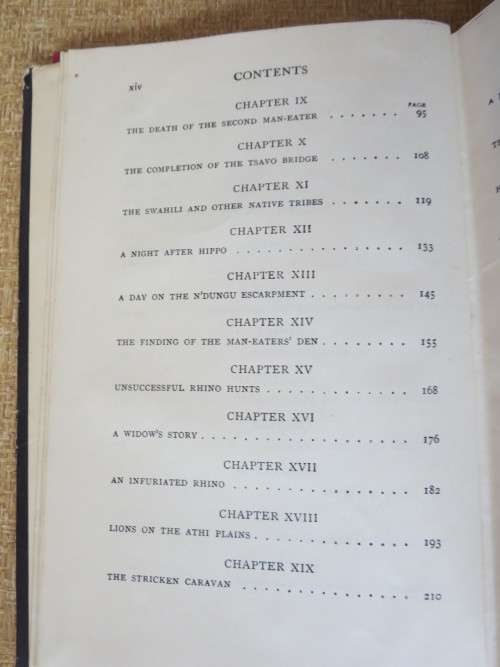 xiv
CONTENTS
CHAPTER IX
PAGE
THE DEATH OF THE SECOND MAN-EATER . . . . . . . 95
CHAPTER X
THE COMPLETION OF THE TSAVO BRIDGE . . . . . . . 108
CHAPTER XI
THE SWAHILI AND OTHER NATIVE TRIBES . . . . . . . 119
CHAPTER XII
A NIGHT AFTER HIPPO . . . . . . . . . . . . . . 133
CHAPTER XIII
A DAY ON THE N'DUNGU ESCARPMENT . . . . . . . . . 145
CHAPTER XIV
THE FINDING OF THE MAN-EATERS' DEN . . . . . . . . 155
CHAPTER XV
UNSUCCESSFUL RHINO HUNTS . . . . . . . . . . . . 168
CHAPTER XVI
A WIDOW'S STORY . . . . . . . . . . . . . . . . . 176
CHAPTER XVII
AN INFURIATED RHINO . . . . . . . . . . . . . . . 182
CHAPTER XVIII
LIONS ON THE ATHI PLAINS . . . . . . . . . . . . . 193
CHAPTER XIX
THE STRICKEN CARAVAN . . . . . . . . . . . . . . 210